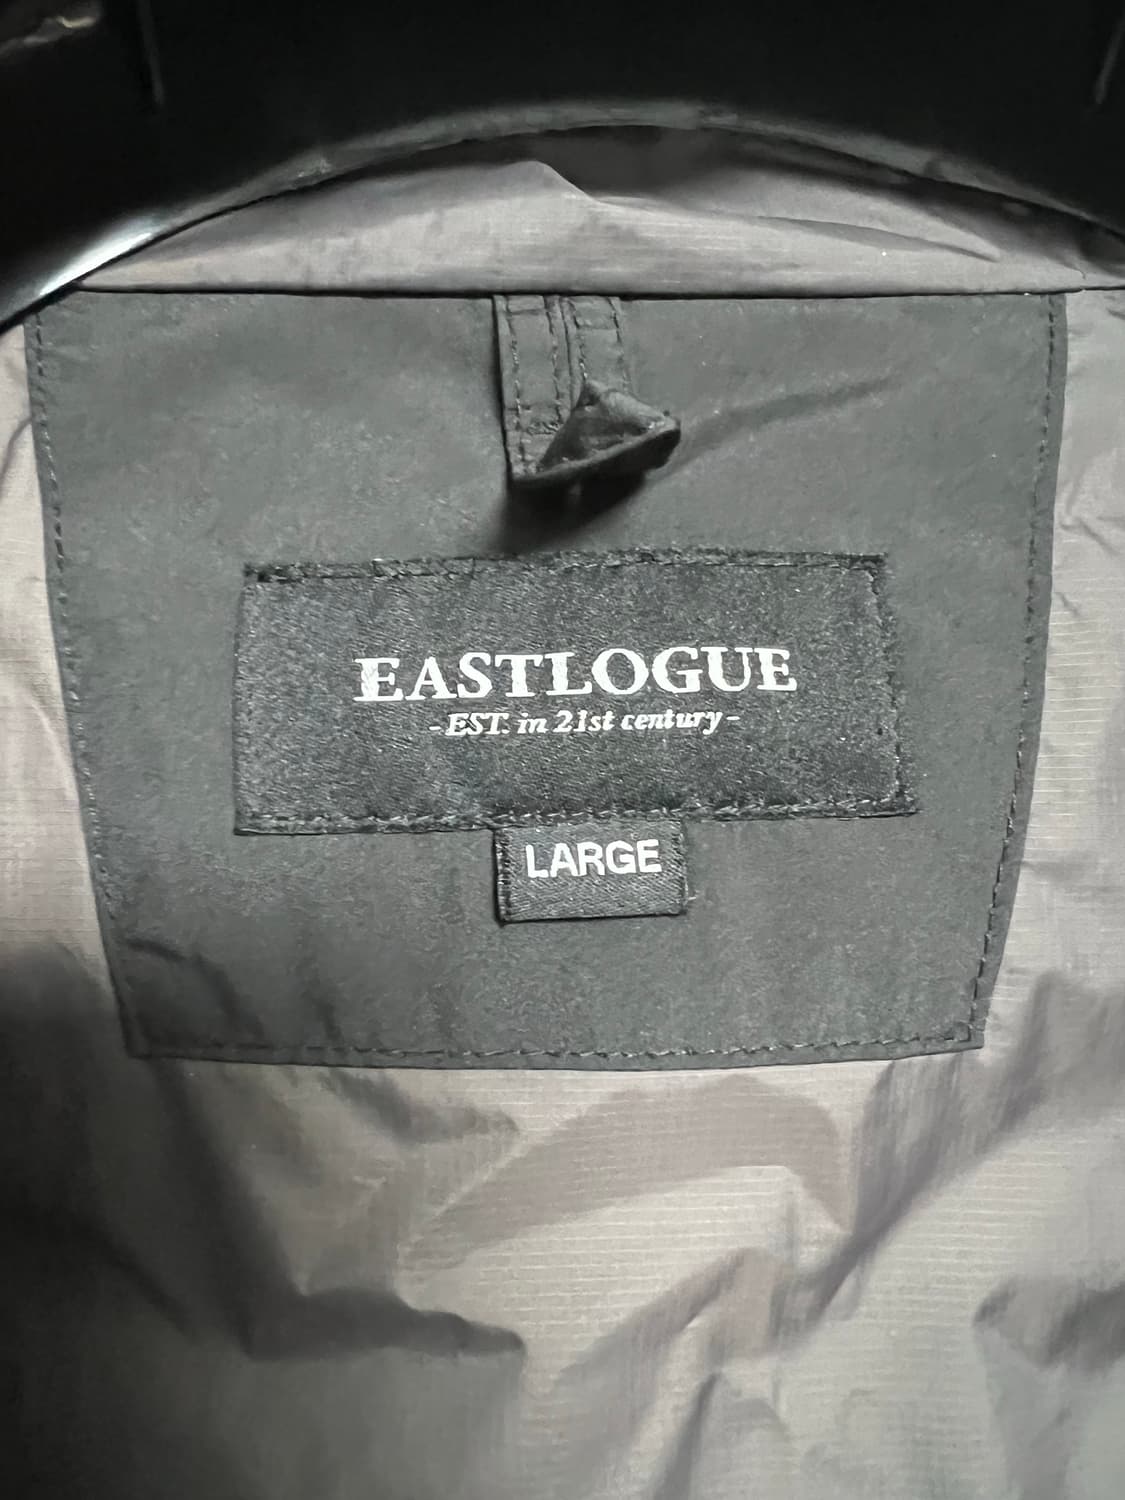 EASTLOGUE
-EST. in 21st century-
LARGE